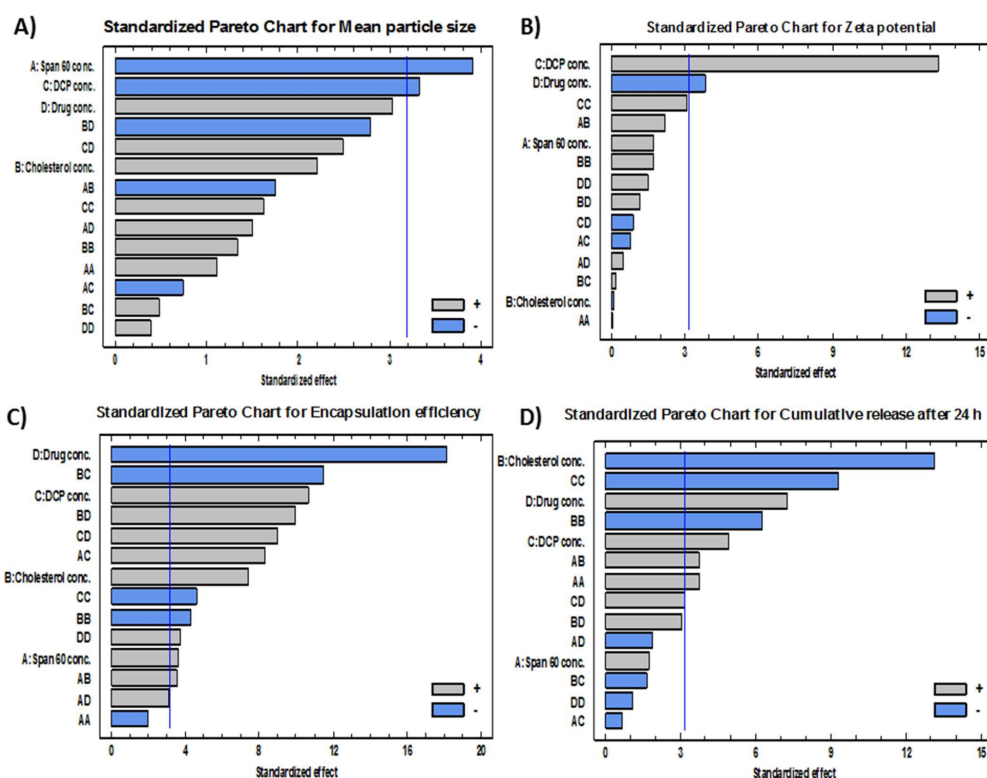 A)
Standardized Pareto Chart for Mean particle size
A: Span 60 conc.
C:DCP conc.
D: Drug conc.
BD
CD
B: Cholesterol conc.
AB
CC
AD
BB
AA
AC
BC
DD
+
-
0 1 2 3 4
Standardized effect
B)
Standardized Pareto Chart for Zeta potential
C:DCP conc.
D:Drug conc.
CC
AB
A: Span 60 conc.
BB
DD
BD
CD
AC
AD
BC
B: Cholesterol conc.
AA
+
-
0 3 6 9 12 15
Standardized effect
C)
Standardized Pareto Chart for Encapsulation efficiency
D:Drug conc.
BC
C:DCP conc.
BD
CD
AC
B: Cholesterol conc.
CC
BB
DD
A: Span 60 conc.
AB
AD
AA
+
-
0 4 8 12 16 20
Standardized effect
D)
Standardized Pareto Chart for Cumulative release after 24 h
B:Cholesterol conc.
CC
D:Drug conc.
BB
C:DCP conc.
AB
AA
CD
BD
AD
A: Span 60 conc.
BC
DD
AC
+
-
0 3 6 9 12 15
Standardized effect